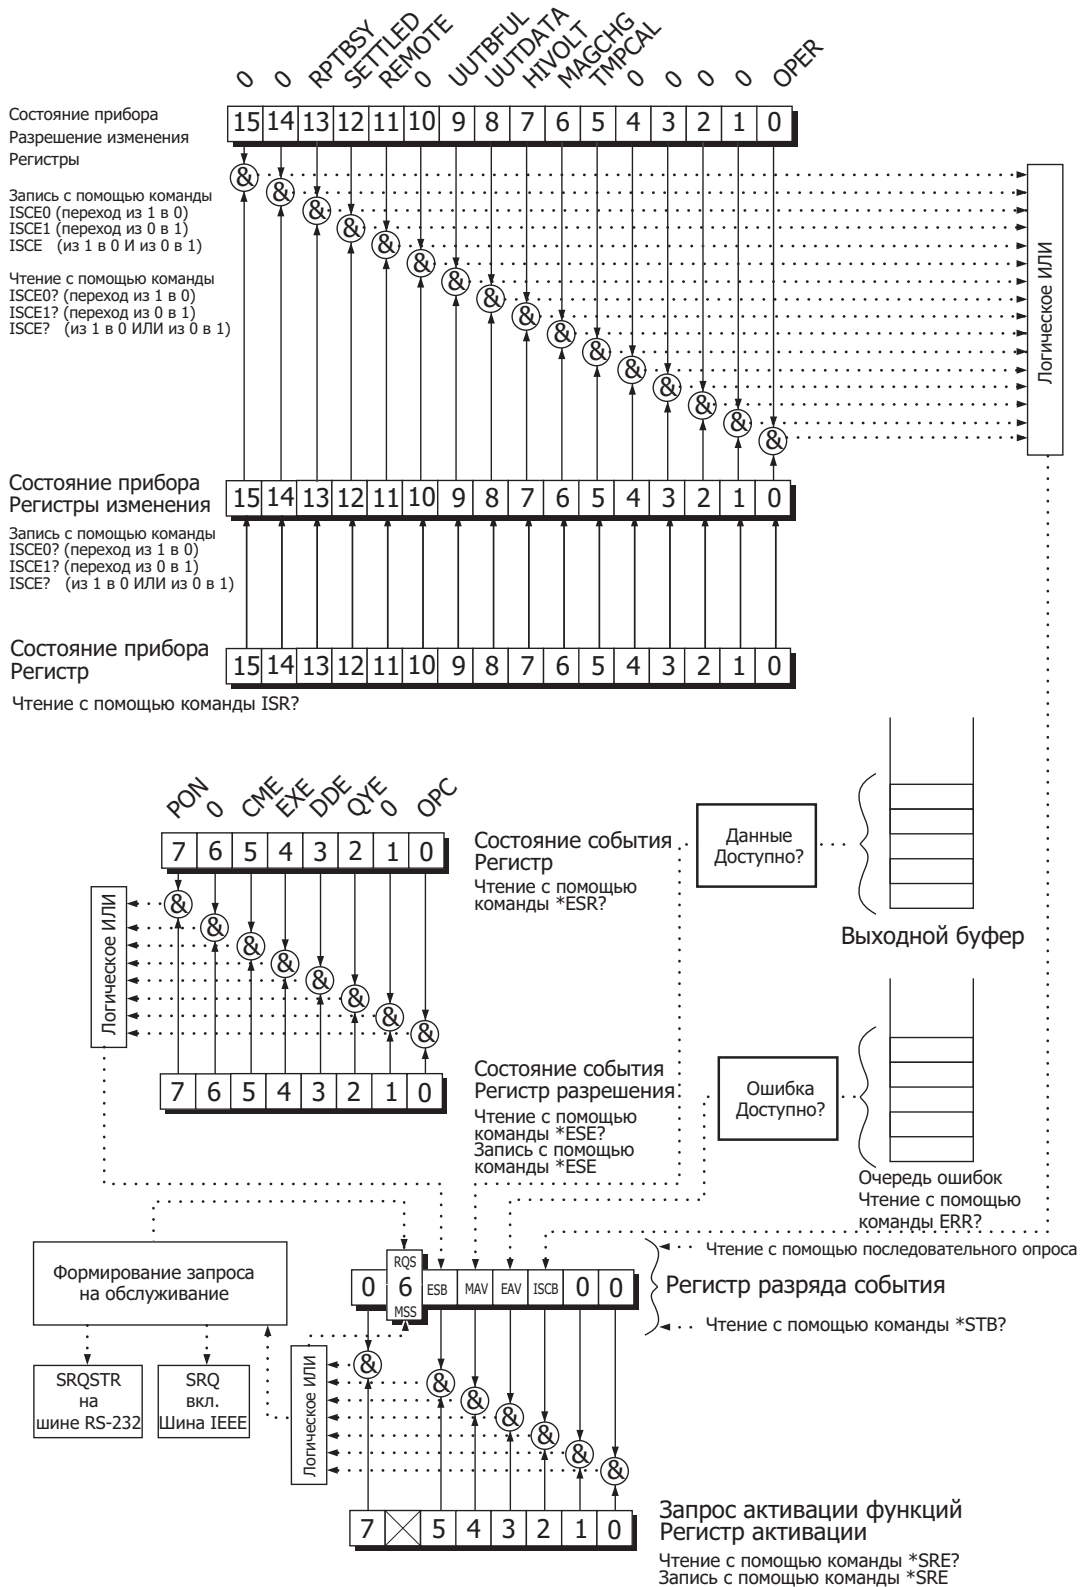 0 0 RPTBSY SETTLED REMOTE 0 UUTBFUL UUTDATA HIVOLT MAGCHG TMPCAL 0 0 0 0 OPER
Состояние прибора
Разрешение изменения
Регистры
15 14 13 12 11 10 9 8 7 6 5 4 3 2 1 0
Запись с помощью команды
ISCE0 (переход из 1 в 0)
ISCE1 (переход из 0 в 1)
ISCE (из 1 в 0 И из 0 в 1)
Чтение с помощью команды
ISCE0? (переход из 1 в 0)
ISCE1? (переход из 0 в 1)
ISCE? (из 1 в 0 ИЛИ из 0 в 1)
& & & & & & & & & & & & & & & &
Логическое ИЛИ
Состояние прибора
Регистры изменения
15 14 13 12 11 10 9 8 7 6 5 4 3 2 1 0
Запись с помощью команды
ISCE0? (переход из 1 в 0)
ISCE1? (переход из 0 в 1)
ISCE? (из 1 в 0 ИЛИ из 0 в 1)
Состояние прибора
Регистр
15 14 13 12 11 10 9 8 7 6 5 4 3 2 1 0
Чтение с помощью команды ISR?
PON 0 CME EXE DDE QYE 0 OPC
7 6 5 4 3 2 1 0
Состояние события
Регистр
Чтение с помощью
команды *ESR?
Данные
Доступно?
Выходной буфер
Логическое ИЛИ
& & & & & & & &
Состояние события
Регистр разрешения
7 6 5 4 3 2 1 0
Чтение с помощью
команды *ESE?
Запись с помощью
команды *ESE
Ошибка
Доступно?
Очередь ошибок
Чтение с помощью
команды ERR?
Чтение с помощью последовательного опроса
Формирование запроса
на обслуживание
RQS
0 6 ESB MAV EAV ISCB 0 0
MSS
Регистр разряда события
Чтение с помощью команды *STB?
SRQSTR
на
шине RS-232
SRQ
вкл.
Шина IEEE
Логическое ИЛИ
& & & & & & &
7 5 4 3 2 1 0
Запрос активации функций
Регистр активации
Чтение с помощью команды *SRE?
Запись с помощью команды *SRE